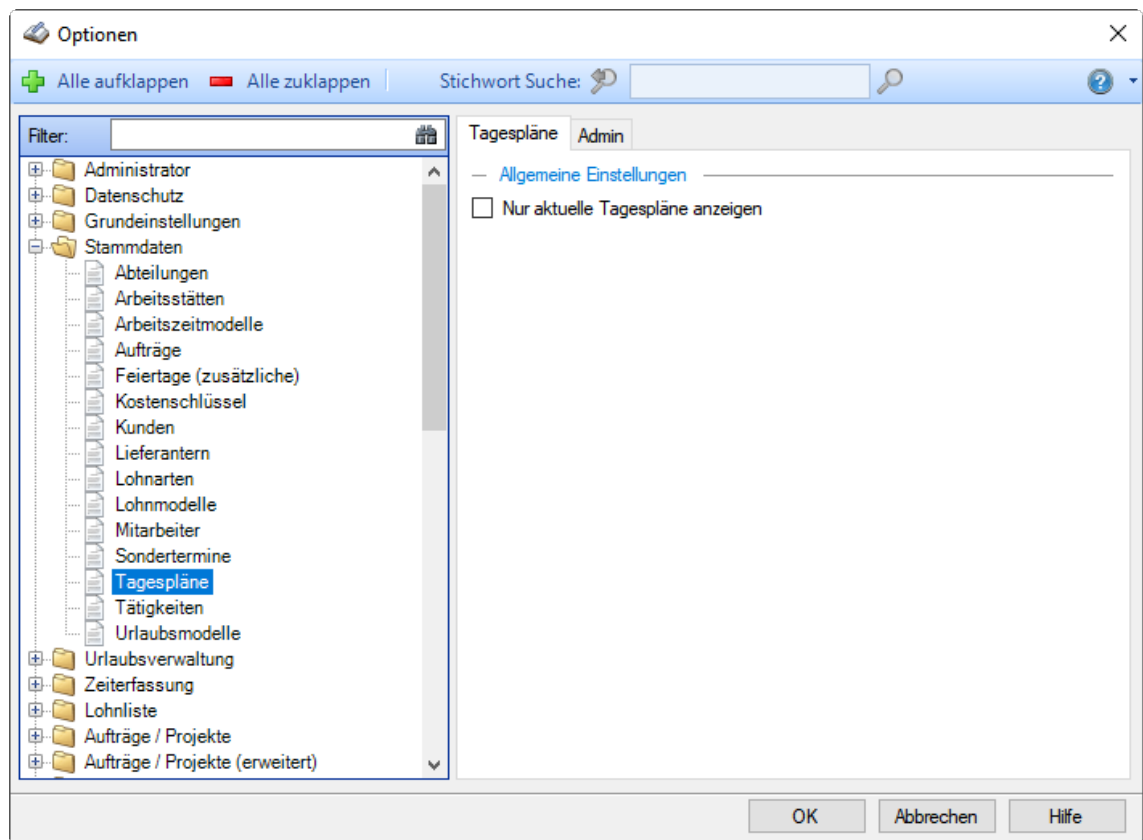 Optionen
Alle aufklappen Alle zuklappen Stichwort Suche:
Filter:
Administrator
Datenschutz
Grundeinstellungen
Stammdaten
Abteilungen
Arbeitsstätten
Arbeitszeitmodelle
Aufträge
Feiertage (zusätzliche)
Kostenschlüssel
Kunden
Lieferantern
Lohnarten
Lohnmodelle
Mitarbeiter
Sondertermine
Tagespläne
Tätigkeiten
Urlaubsmodelle
Urlaubsverwaltung
Zeiterfassung
Lohnliste
Aufträge / Projekte
Aufträge / Projekte (erweitert)
Tagespläne Admin
Allgemeine Einstellungen
Nur aktuelle Tagespläne anzeigen
OK Abbrechen Hilfe